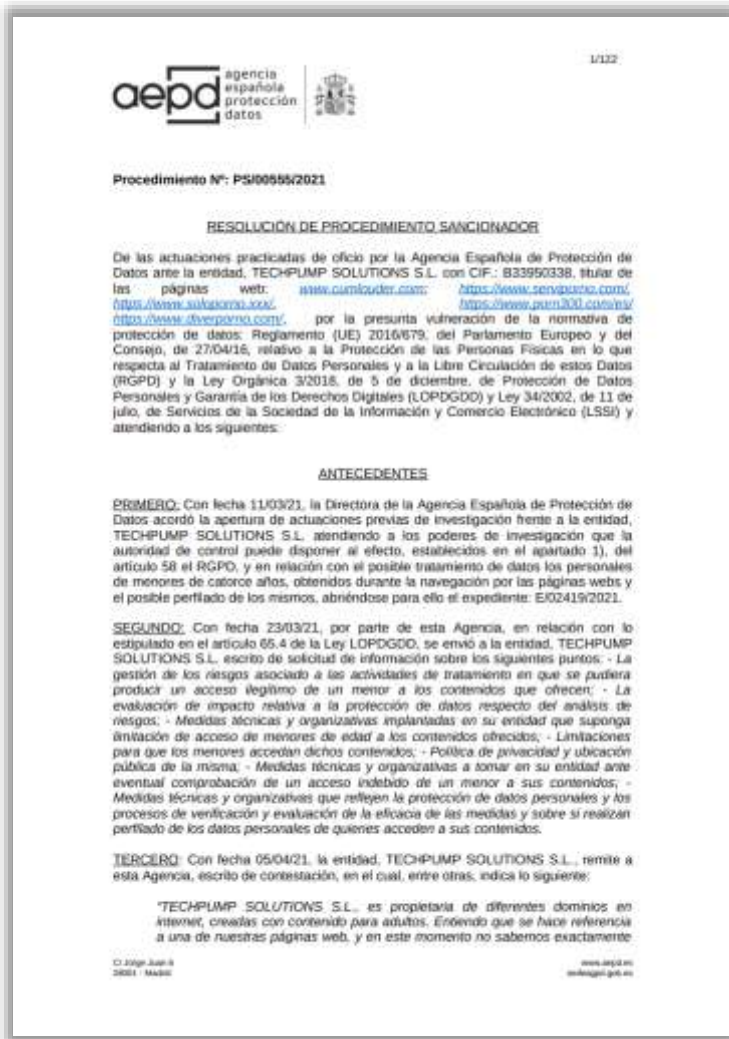 1/122
aepd
agencia
española
protección
datos
Procedimiento Nº: PS/00555/2021
RESOLUCIÓN DE PROCEDIMIENTO SANCIONADOR
De las actuaciones practicadas de oficio por la Agencia Española de Protección de
Datos ante la entidad, TECHPUMP SOLUTIONS S.L. con CIF.: B33950338, titular de
las páginas web: www.cumlouder.com; https://www.serviporno.com/,
https://www.soloporno.xxx/, https://www.porn300.com/es/
https://www.diverporno.com/, por la presunta vulneración de la normativa de
protección de datos: Reglamento (UE) 2016/679, del Parlamento Europeo y del
Consejo, de 27/04/16, relativo a la Protección de las Personas Físicas en lo que
respecta al Tratamiento de Datos Personales y a la Libre Circulación de estos Datos
(RGPD) y la Ley Orgánica 3/2018, de 5 de diciembre, de Protección de Datos
Personales y Garantía de los Derechos Digitales (LOPDGDD) y Ley 34/2002, de 11 de
julio, de Servicios de la Sociedad de la Información y Comercio Electrónico (LSSI) y
atendiendo a los siguientes:
ANTECEDENTES
PRIMERO: Con fecha 11/03/21, la Directora de la Agencia Española de Protección de
Datos acordó la apertura de actuaciones previas de investigación frente a la entidad,
TECHPUMP SOLUTIONS S.L. atendiendo a los poderes de investigación que la
autoridad de control puede disponer al efecto, establecidos en el apartado 1), del
artículo 58 el RGPD, y en relación con el posible tratamiento de datos los personales
de menores de catorce años, obtenidos durante la navegación por las páginas webs y
el posible perfilado de los mismos, abriéndose para ello el expediente: E/02419/2021.
SEGUNDO: Con fecha 23/03/21, por parte de esta Agencia, en relación con lo
estipulado en el artículo 65.4 de la Ley LOPDGDD, se envió a la entidad, TECHPUMP
SOLUTIONS S.L. escrito de solicitud de información sobre los siguientes puntos: - La
gestión de los riesgos asociado a las actividades de tratamiento en que se pudiera
producir un acceso ilegítimo de un menor a los contenidos que ofrecen; - La
evaluación de impacto relativa a la protección de datos respecto del análisis de
riesgos; - Medidas técnicas y organizativas implantadas en su entidad que suponga
limitación de acceso de menores de edad a los contenidos ofrecidos; - Limitaciones
para que los menores accedan dichos contenidos; - Política de privacidad y ubicación
pública de la misma; - Medidas técnicas y organizativas a tomar en su entidad ante
eventual comprobación de un acceso indebido de un menor a sus contenidos, -
Medidas técnicas y organizativas que reflejen la protección de datos personales y los
procesos de verificación y evaluación de la eficacia de las medidas y sobre si realizan
perfilado de los datos personales de quienes acceden a sus contenidos.
TERCERO: Con fecha 05/04/21, la entidad, TECHPUMP SOLUTIONS S.L., remite a
esta Agencia, escrito de contestación, en el cual, entre otras, indica lo siguiente:
"TECHPUMP SOLUTIONS S.L., es propietaria de diferentes dominios en
internet, creadas con contenido para adultos. Entiendo que se hace referencia
a una de nuestras páginas web, y en este momento no sabemos exactamente
C/ Jorge Juan 6
28001 - Madrid
www.aepd.es
sedeagpd.gob.es